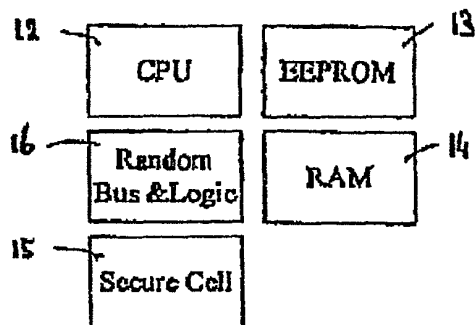 12
13
CPU
EEPROM
16
14
Random
Bus &Logic
RAM
15
Secure Cell